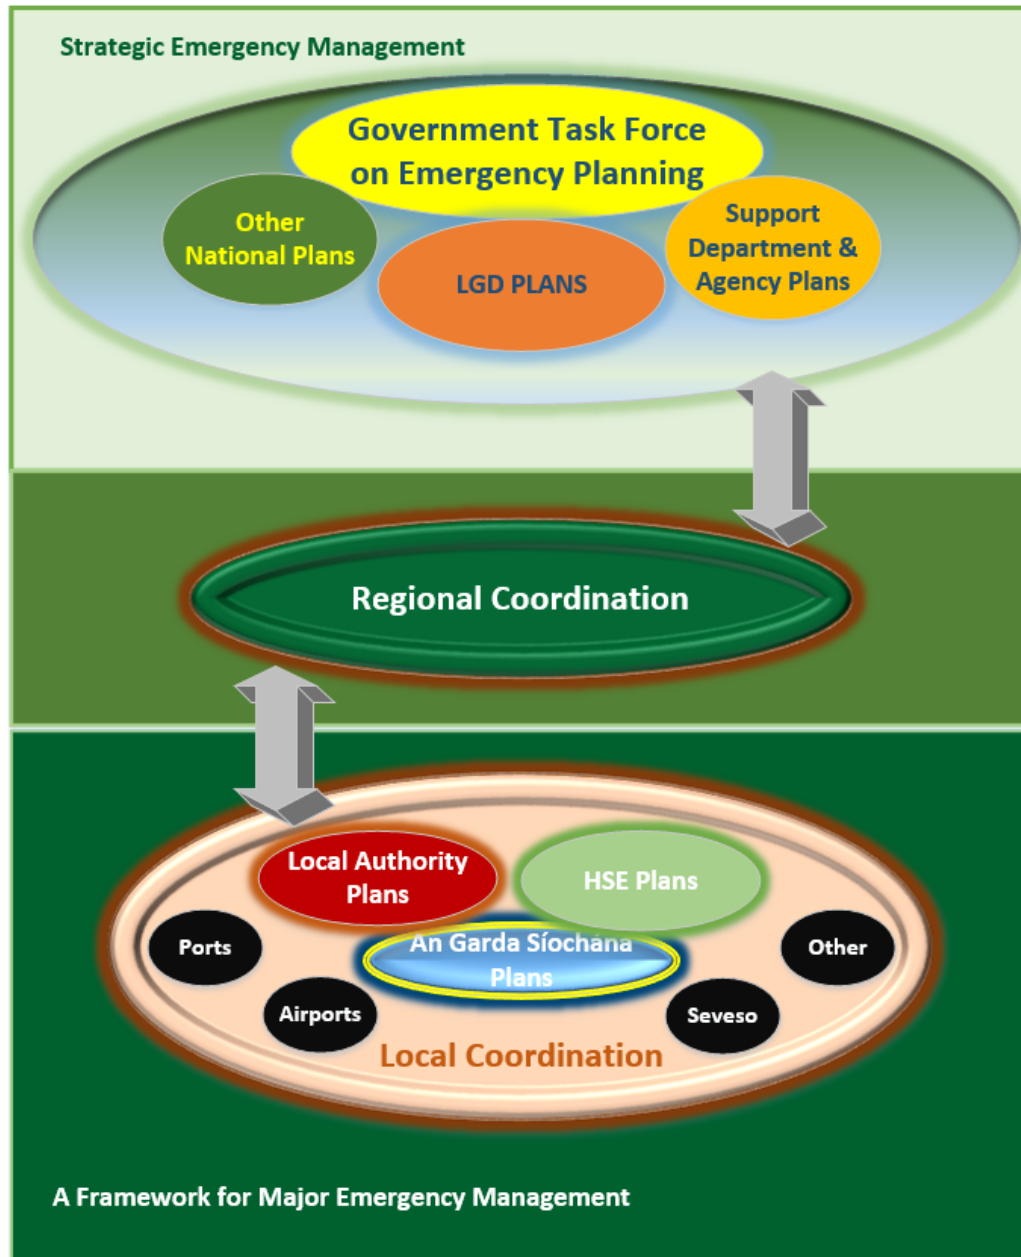 Strategic Emergency Management
Government Task Force
on Emergency Planning
Other
National Plans
LGD PLANS
Support
Department &
Agency Plans
Regional Coordination
Local Authority
Plans
HSE Plans
An Garda Síochána
Plans
Ports
Other
Airports
Seveso
Local Coordination
A Framework for Major Emergency Management